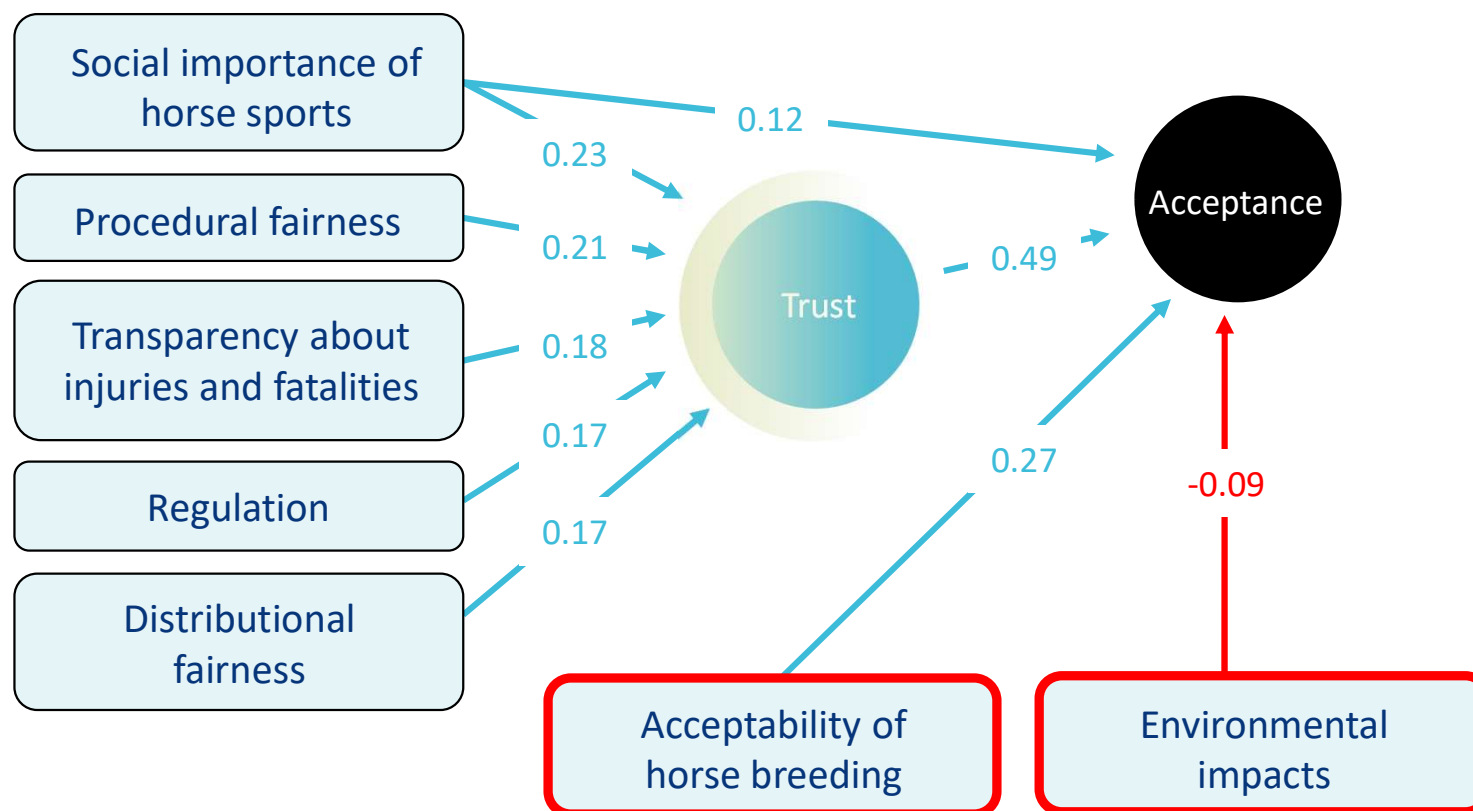 Social importance of
horse sports
0.12
0.23
Acceptance
Procedural fairness
0.21
0.49
Trust
Transparency about
injuries and fatalities
0.18
0.17
0.27
-0.09
Regulation
0.17
Distributional
fairness
Acceptability of
horse breeding
Environmental
impacts